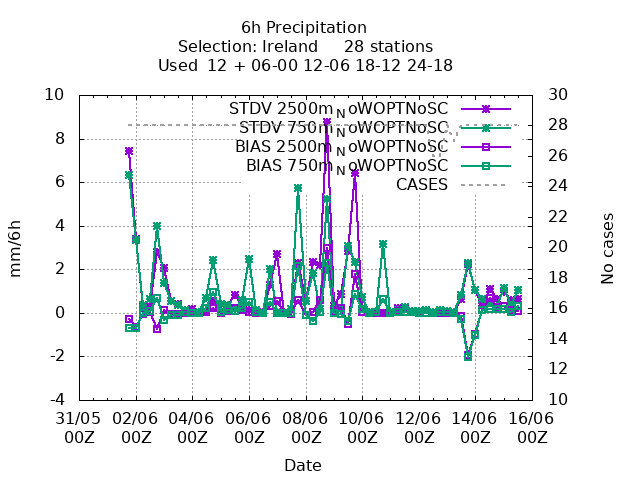 6h Precipitation
Selection: Ireland 28 stations
Used 12 + 06-00 12-06 18-12 24-18
STDV 2500m N oWOPTNoSC
STDV 750m N oWOPTNoSC
BIAS 2500m N oWOPTNoSC
BIAS 750m N oWOPTNoSC
CASES
10
8
6
4
2
0
-2
-4
mm/6h
30
28
26
24
22
20
18
16
14
12
10
No cases
31/05 02/06 04/06 06/06 08/06 10/06 12/06 14/06 16/06
00Z 00Z 00Z 00Z 00Z 00Z 00Z 00Z 00Z
Date